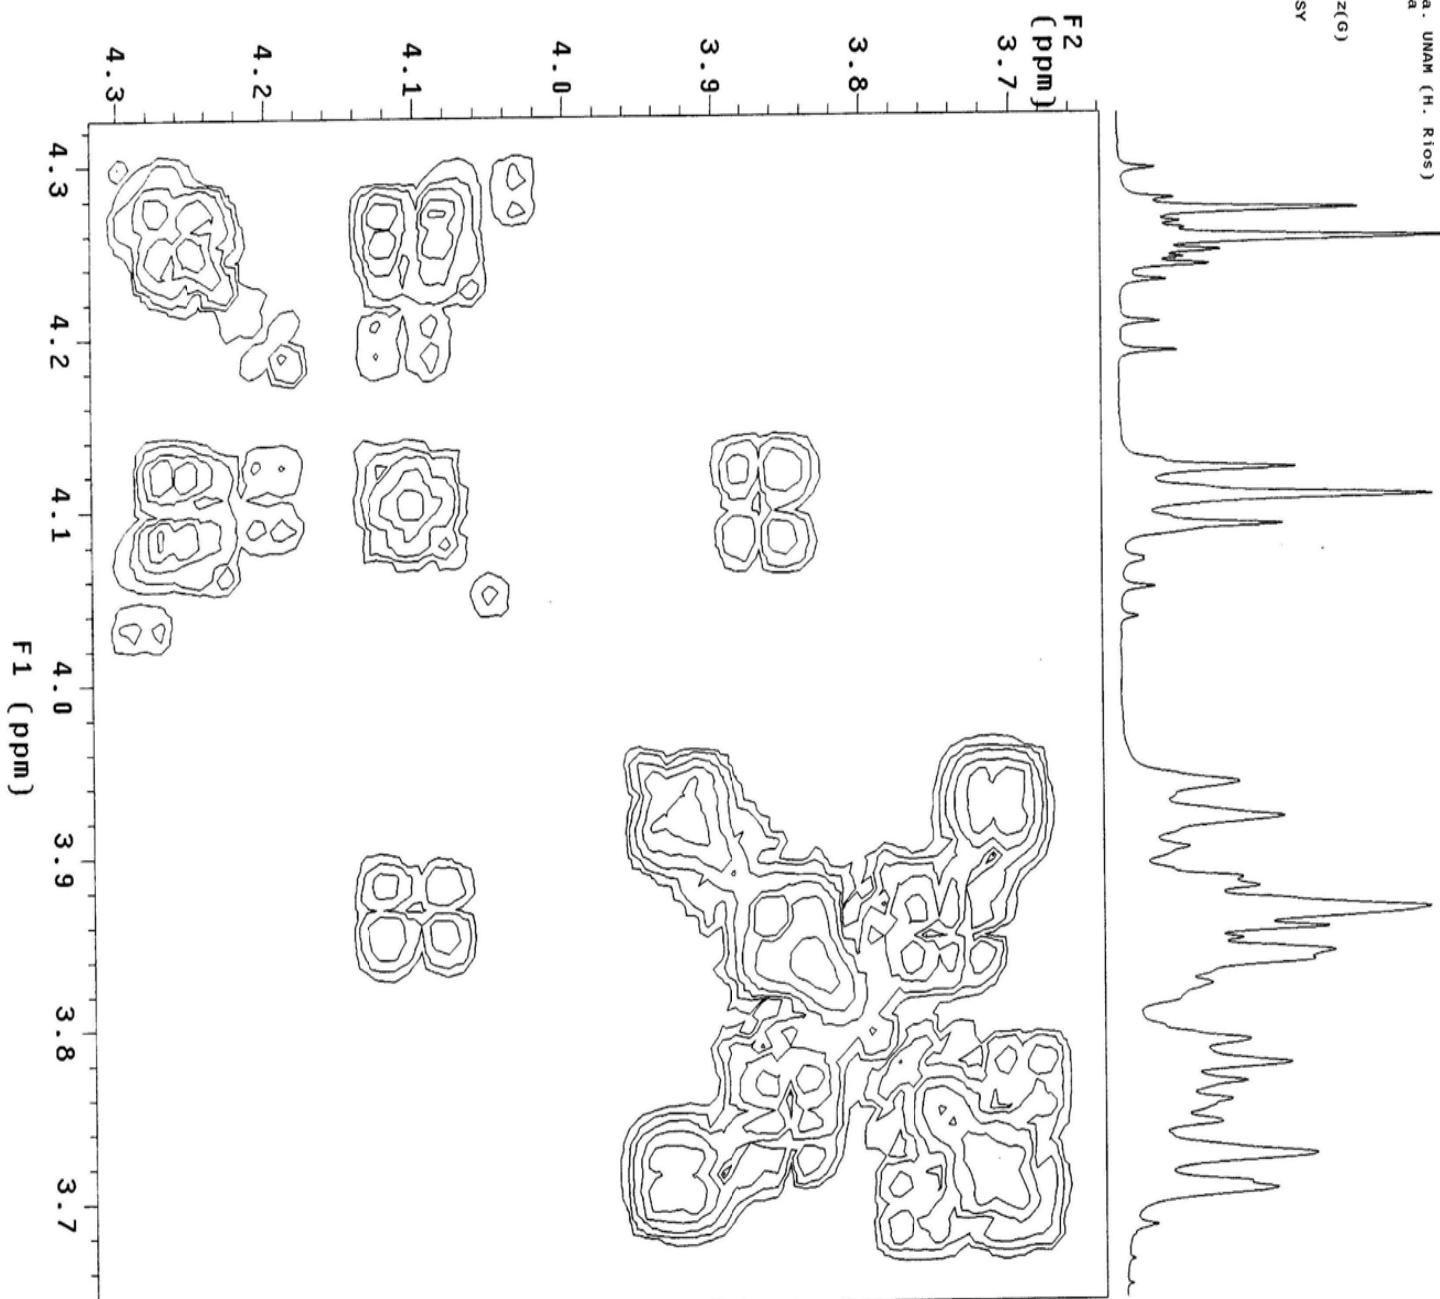 a. UNAM (H. Rios)
a
z(G)
SY
F2
(ppm)
3.7
3.8
3.9
4.0
4.1
4.2
4.3
4.3 4.2 4.1 4.0 3.9 3.8 3.7
F1 (ppm)